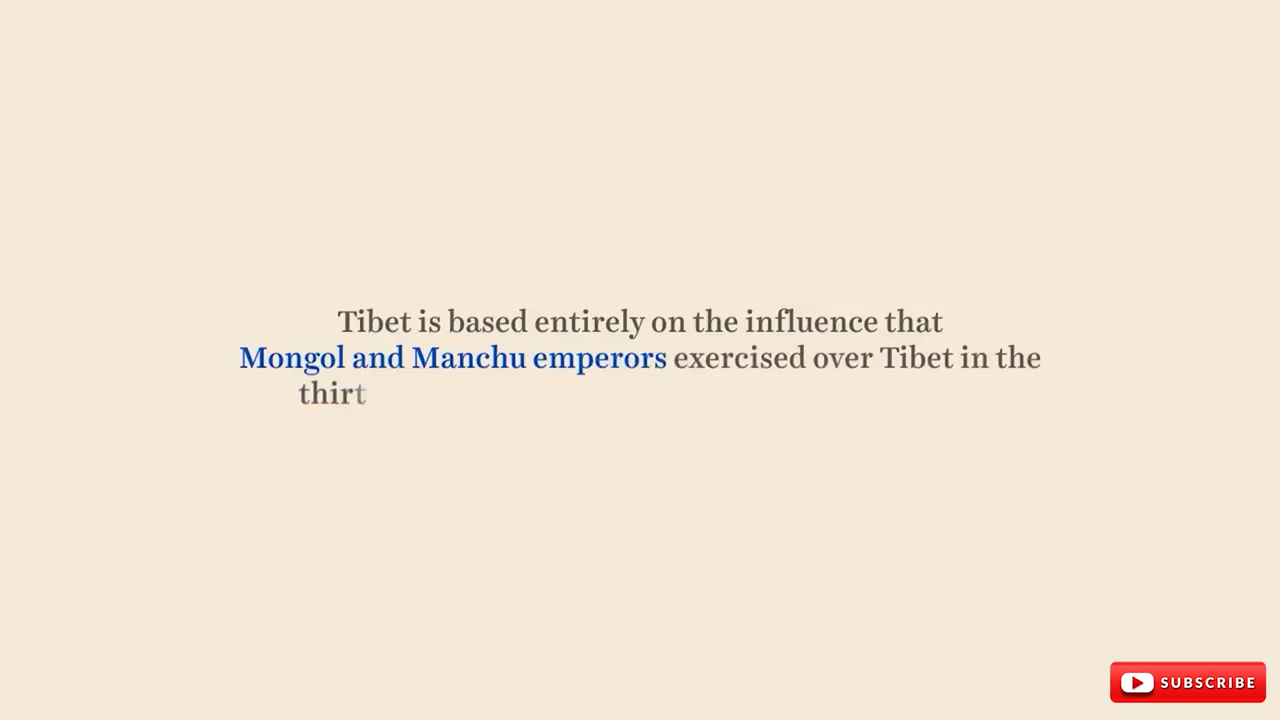 Tibet is based entirely on the influence that
Mongol and Manchu emperors exercised over Tibet in the
thirt
SUBSCRIBE